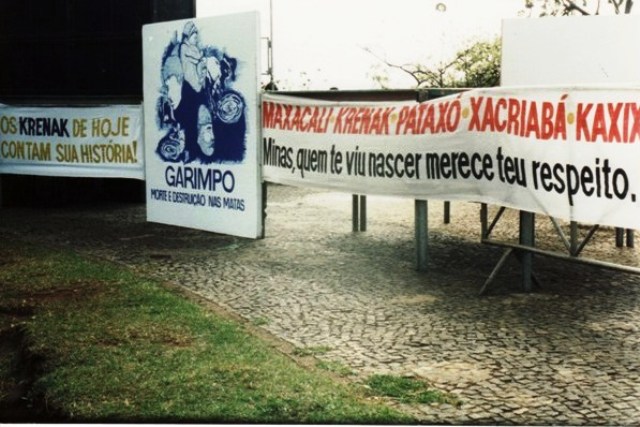 OS KRENAK DE HOJE
CONTAM SUA HISTÓRIA!
GARIMPO
MORTE E DESTRUIÇÃO NAS MATAS
MAXACALI · KRENAK · PATAXÓ · XACRIABÁ · KAXIX
Minas, quem te viu nascer merece teu respeito.